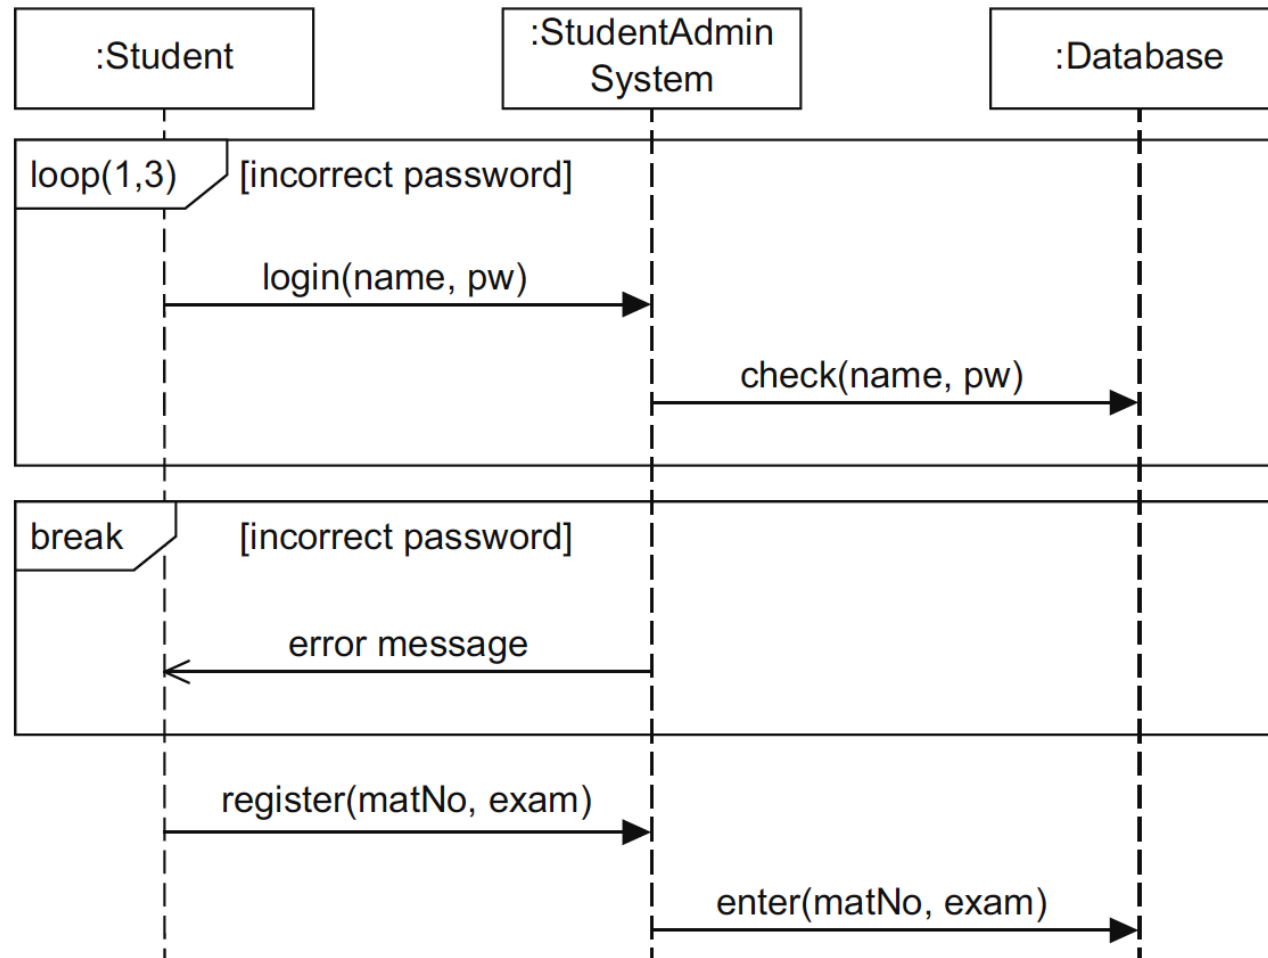 :Student
:StudentAdmin
System
:Database
loop(1,3)
[incorrect password]
login(name, pw)
check(name, pw)
break
[incorrect password]
error message
register(matNo, exam)
enter(matNo, exam)